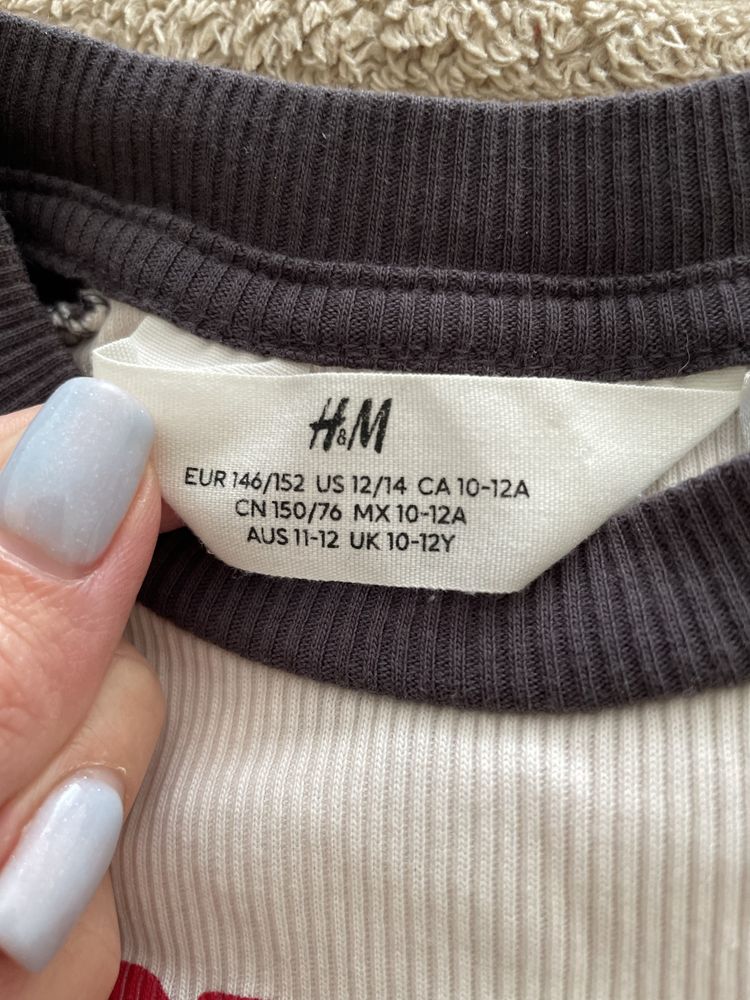 H&M
EUR 146/152 US 12/14 CA 10-12A
CN 150/76 MX 10-12A
AUS 11-12 UK 10-12Y